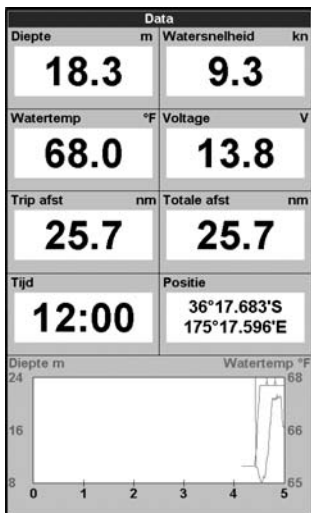 Data
Diepte m Watersnelheid kn
18.3 9.3
Watertemp °F Voltage V
68.0 13.8
Trip afst nm Totale afst nm
25.7 25.7
Tijd Positie
12:00 36°17.683'S
175°17.596'E
Diepte m Watertemp °F
24 68
16 66
8 65
0 1 2 3 4 5